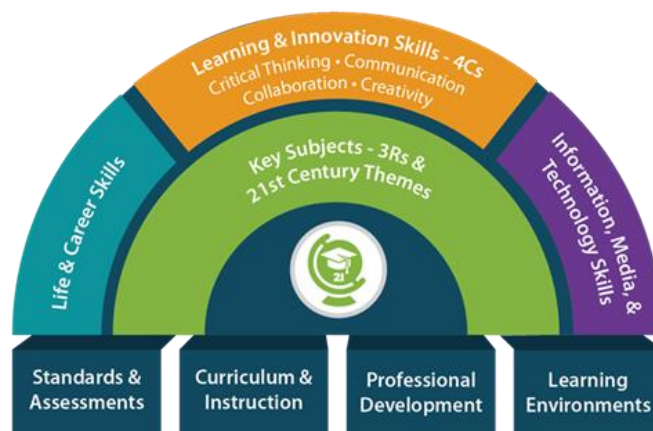 Learning & Innovation Skills - 4Cs
Critical Thinking • Communication
Collaboration • Creativity
Life & Career Skills
Key Subjects - 3Rs &
21st Century Themes
Information, Media, &
Technology Skills
21
Standards &
Assessments
Curriculum &
Instruction
Professional
Development
Learning
Environments